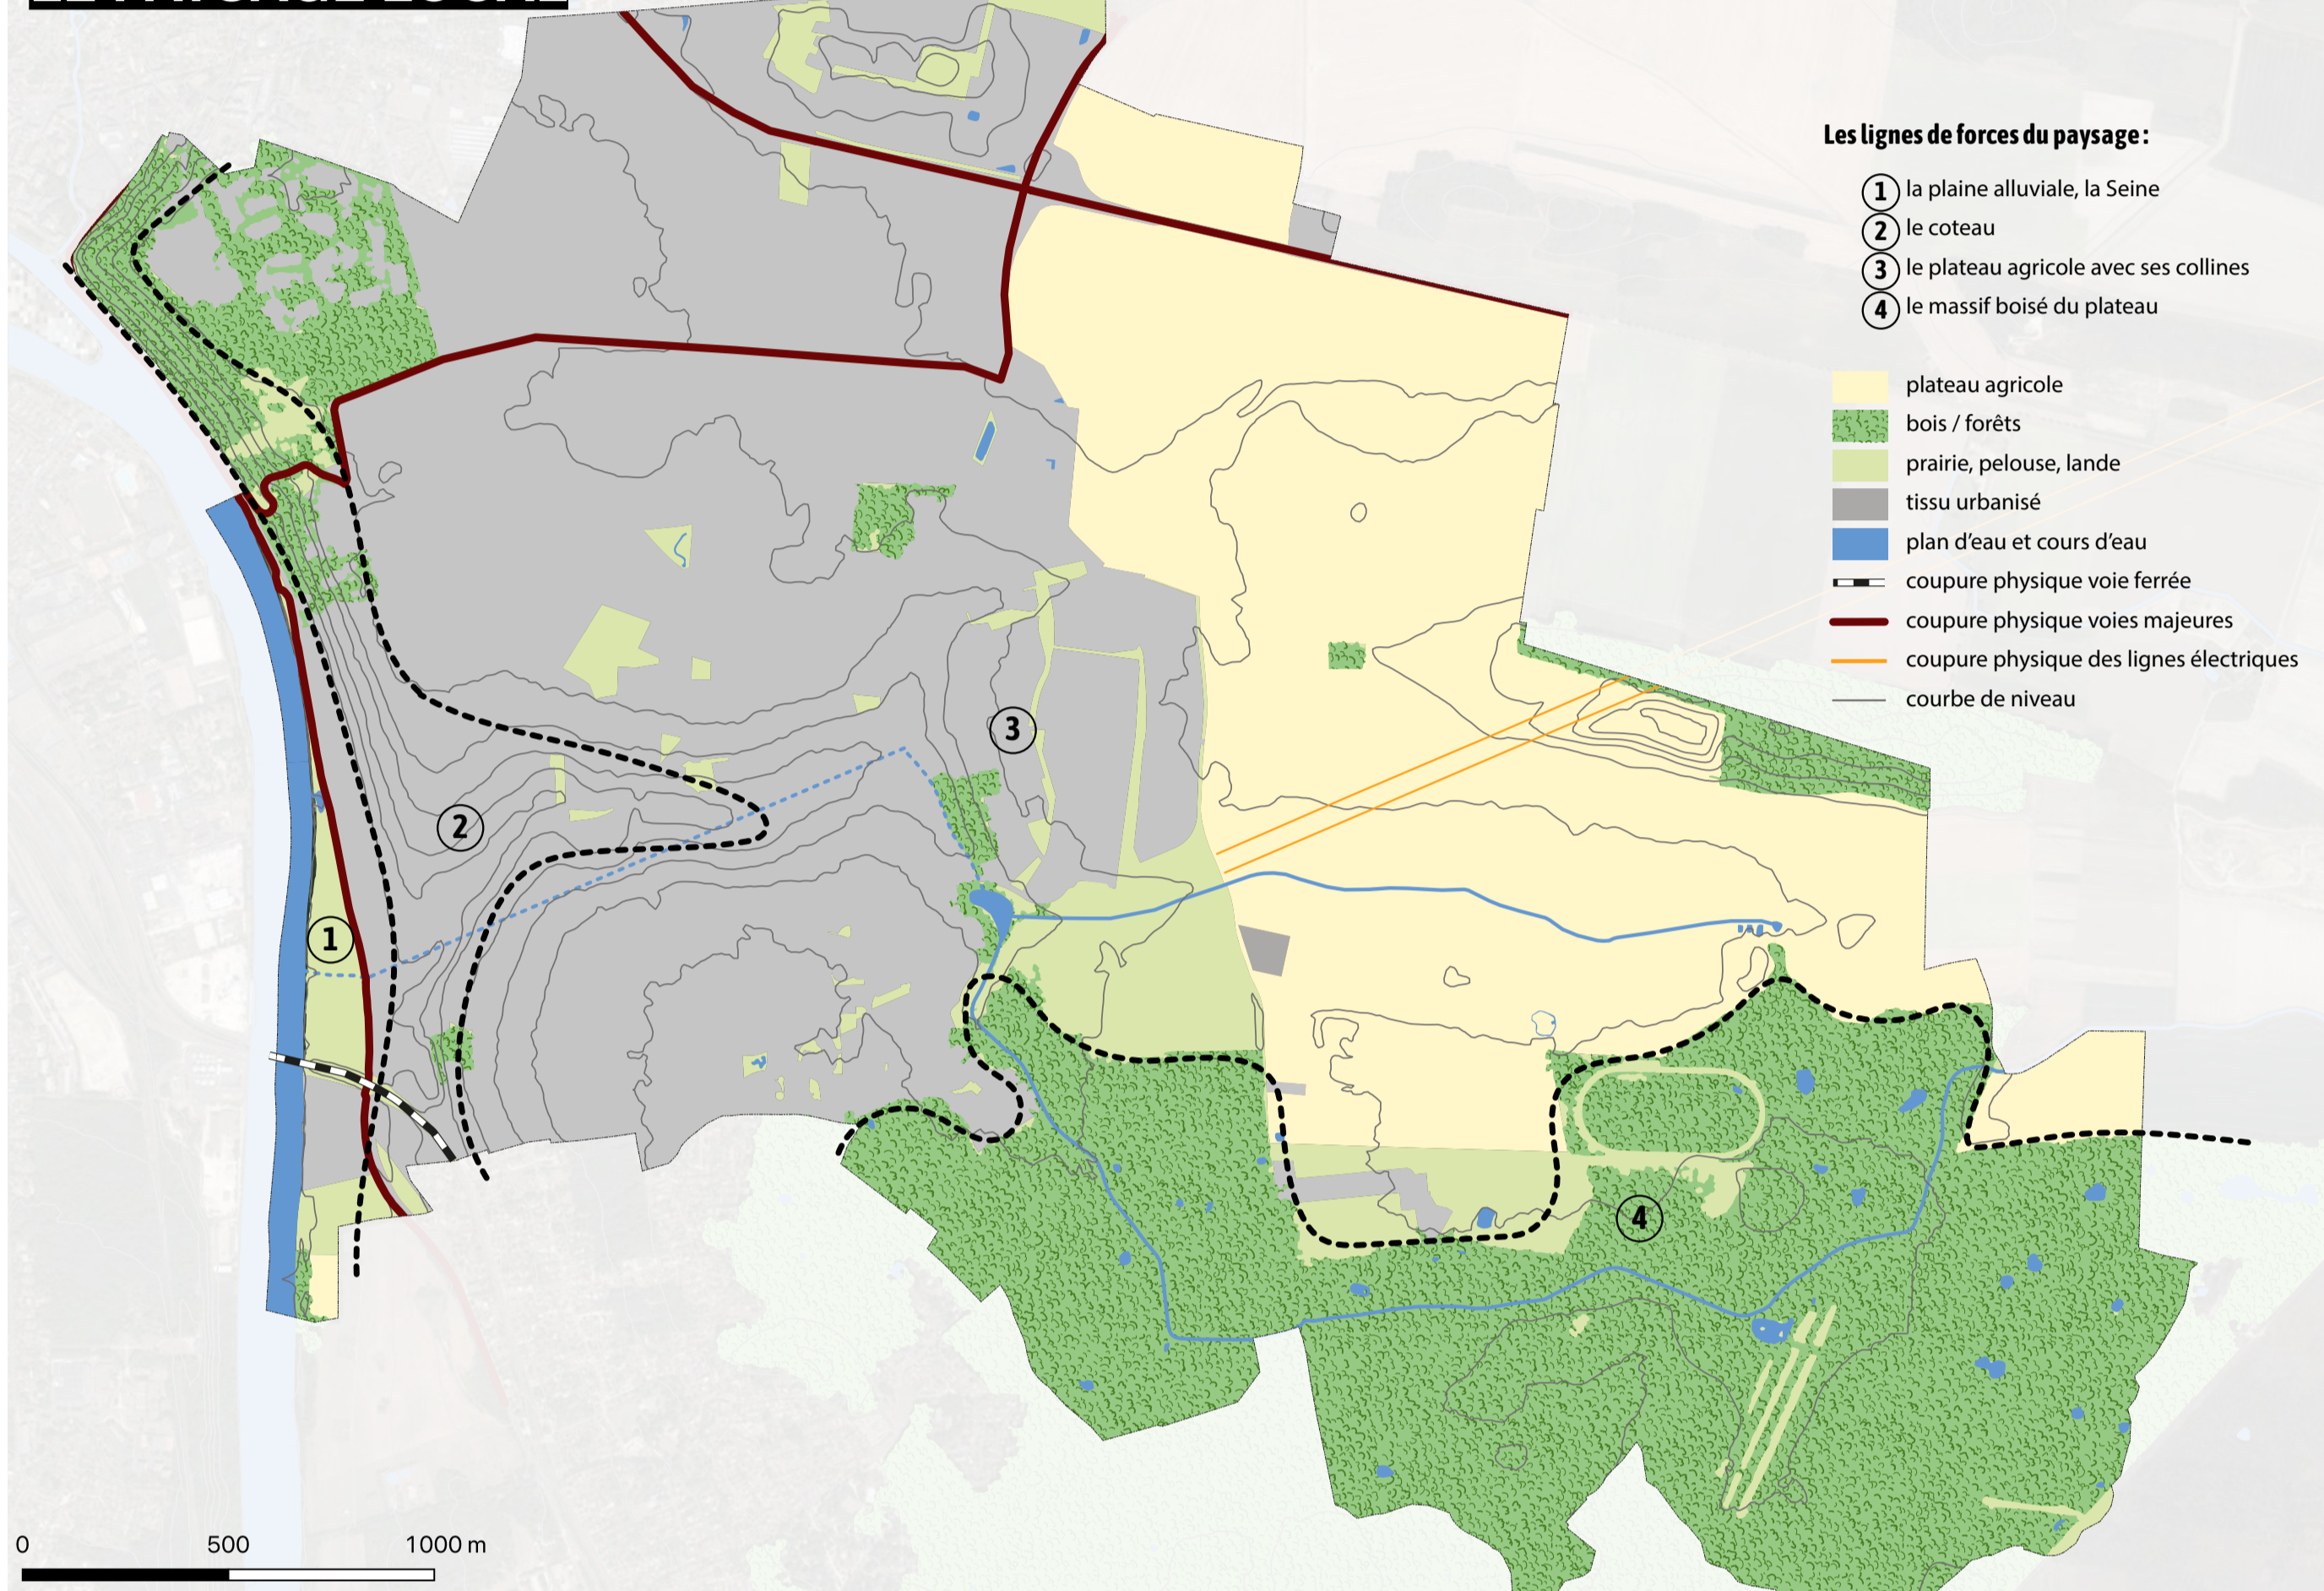 Les lignes de forces du paysage :
1 la plaine alluviale, la Seine
2 le coteau
3 le plateau agricole avec ses collines
4 le massif boisé du plateau
plateau agricole
bois / forêts
prairie, pelouse, lande
tissu urbanisé
plan d'eau et cours d'eau
coupure physique voie ferrée
coupure physique voies majeures
coupure physique des lignes électriques
courbe de niveau
3
2
1
4
0 500 1000 m